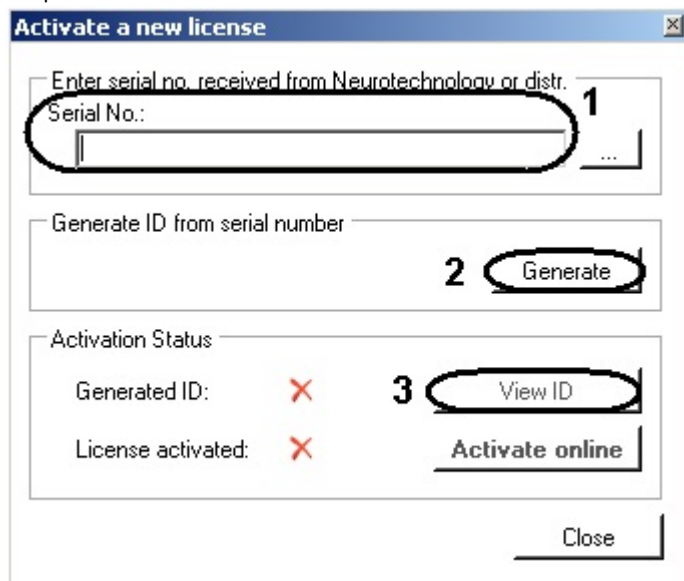 Activate a new license
Enter serial no. received from Neurotechnology or distr.
1
Serial No.:
...
Generate ID from serial number
2 Generate
Activation Status
Generated ID: 3 View ID
License activated: Activate online
Close